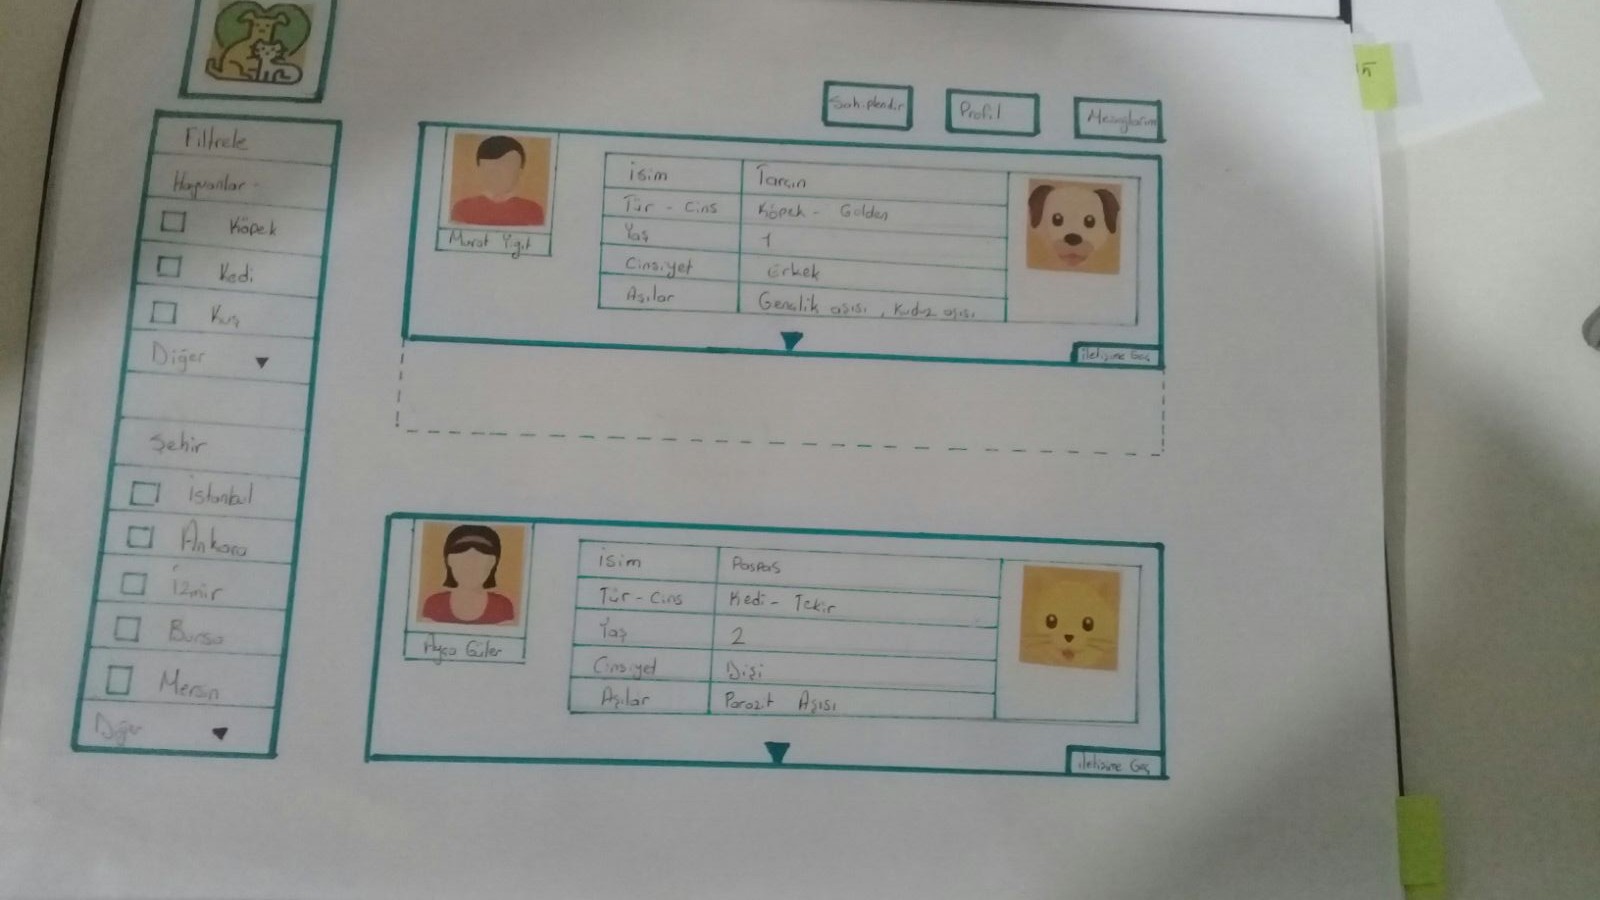 Sahiplendir
Profil
Mesajlarım
Filtrele
Hayvanlar -
Köpek
Kedi
Kuş
Diğer
Şehir
İstanbul
Ankara
İzmir
Bursa
Mersin
Diğer
Murat Yiğit
İsim Tarçın
Tür - Cins Köpek - Golden
Yaş 1
Cinsiyet Erkek
Aşılar Gençlik aşısı, kuduz aşısı
İletişime Geç
Ayça Güler
İsim Paspas
Tür - Cins Kedi - Tekir
Yaş 2
Cinsiyet Dişi
Aşılar Parazit Aşısı
İletişime Geç